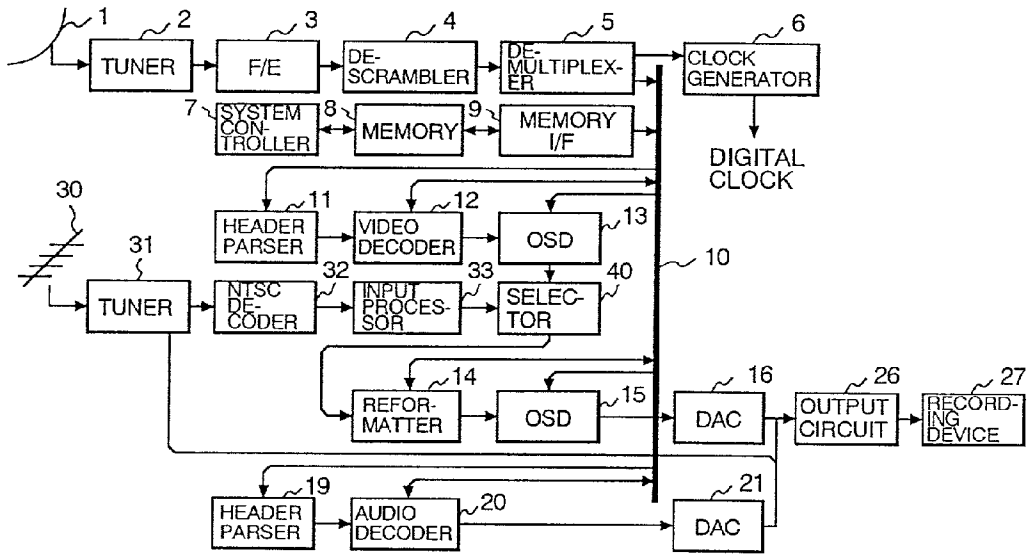 1
2
3
4
5
6
TUNER
F/E
DE-
SCRAMBLER
DE-
MULTIPLEX-
ER
CLOCK
GENERATOR
7
SYSTEM
CON-
TROLLER
8
MEMORY
9
MEMORY
I/F
DIGITAL
CLOCK
11
HEADER
PARSER
12
VIDEO
DECODER
13
OSD
10
30
31
TUNER
32
NTSC
DE-
CODER
33
INPUT
PROCES-
SOR
40
SELEC-
TOR
14
REFOR-
MATTER
15
OSD
16
DAC
26
OUTPUT
CIRCUIT
27
RECORD-
ING
DEVICE
19
HEADER
PARSER
20
AUDIO
DECODER
21
DAC